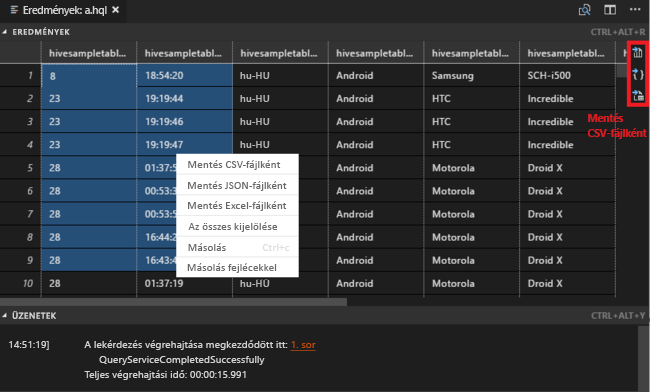 Eredmények: a.hql
EREDMÉNYEK CTRL+ALT+R
hivesampletabl... hivesampletabl... hivesampletabl... hivesampletabl... hivesampletabl... hivesampletabl...
1 8 18:54:20 hu-HU Android Samsung SCH-i500
2 23 19:19:44 hu-HU Android HTC Incredible
3 23 19:19:46 hu-HU Android HTC Incredible
4 23 19:19:47 hu-HU Android HTC Incredible
5 28 01:37:5 Android Motorola Droid X
6 28 00:53:3 Android Motorola Droid X
7 28 00:53:5 Android Motorola Droid X
8 28 16:44:2 Android Motorola Droid X
9 28 16:43:4 Android Motorola Droid X
10 28 01:37:19 hu-HU Android Motorola Droid X
Mentés
CSV-fájlként
Mentés CSV-fájlként
Mentés JSON-fájlként
Mentés Excel-fájlként
Az összes kijelölése
Másolás Ctrl+c
Másolás fejlécekkel
ÜZENETEK CTRL+ALT+Y
14:51:19] A lekérdezés végrehajtása megkezdődött itt: 1. sor
QueryServiceCompletedSuccessfully
Teljes végrehajtási idő: 00:00:15.991